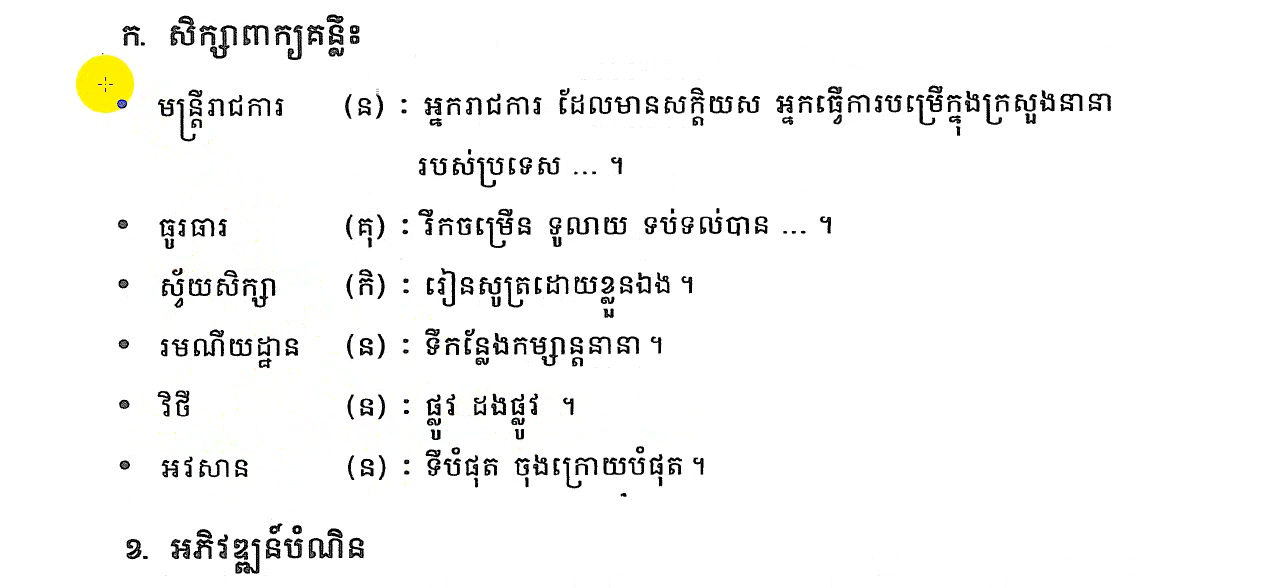 ក. សិក្សាពាក្យគន្លឹះ
• មន្ត្រីរាជការ (ន) : អ្នករាជការ ដែលមានសក្តិយស អ្នកធ្វើការបម្រើក្នុងក្រសួងនានា
របស់ប្រទេស ... ។
• ធូរធារ (គុ) : រីកចម្រើន ទូលាយ ទប់ទល់បាន ... ។
• ស្វ័យសិក្សា (កិ) : រៀនសូត្រដោយខ្លួនឯង ។
• រមណីយដ្ឋាន (ន) : ទីកន្លែងកម្សាន្តនានា ។
• វិថី (ន) : ផ្លូវ ដងផ្លូវ ។
• អវសាន (ន) : ទីបំផុត ចុងក្រោយបំផុត ។
ខ. អភិវឌ្ឍន៍បំណិន